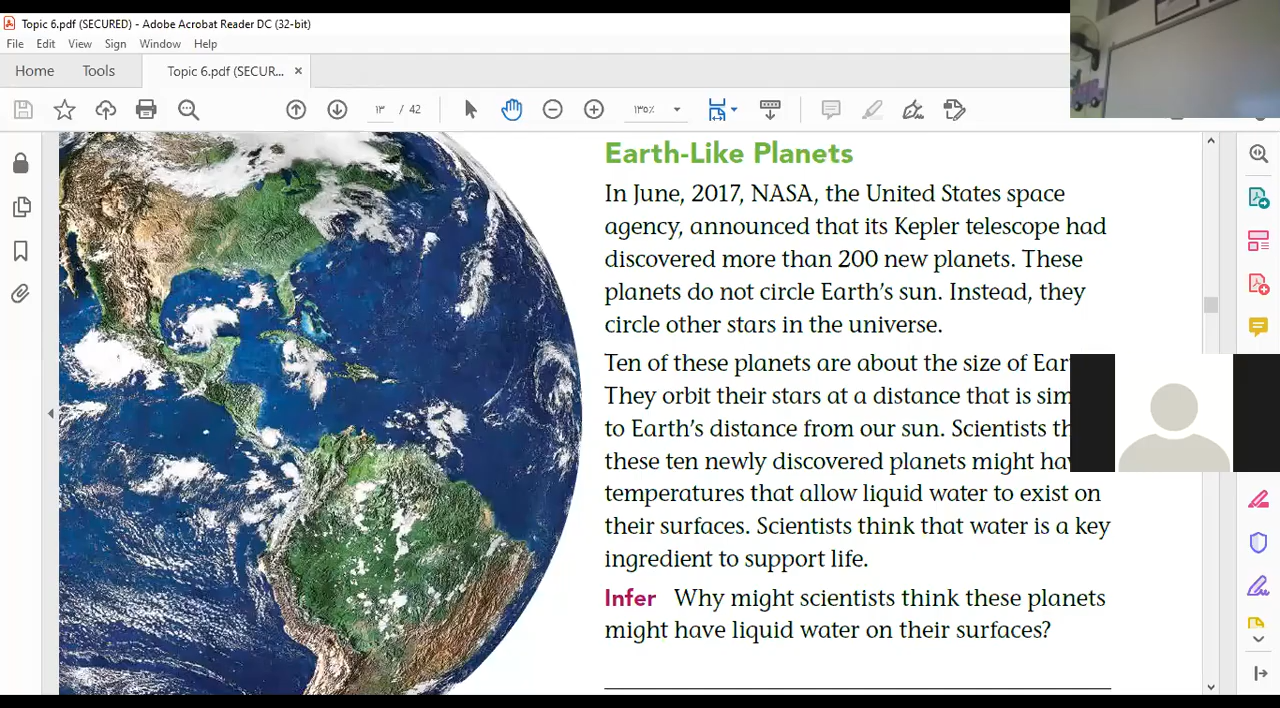 Topic 6.pdf (SECURED) - Adobe Acrobat Reader DC (32-bit)
File Edit View Sign Window Help
Home Tools Topic 6.pdf (SECUR... ×
١٣ / 42 ١٣٥٪
Earth-Like Planets
In June, 2017, NASA, the United States space
agency, announced that its Kepler telescope had
discovered more than 200 new planets. These
planets do not circle Earth's sun. Instead, they
circle other stars in the universe.
Ten of these planets are about the size of Ear
They orbit their stars at a distance that is sim
to Earth's distance from our sun. Scientists th
these ten newly discovered planets might hav
temperatures that allow liquid water to exist on
their surfaces. Scientists think that water is a key
ingredient to support life.
Infer Why might scientists think these planets
might have liquid water on their surfaces?